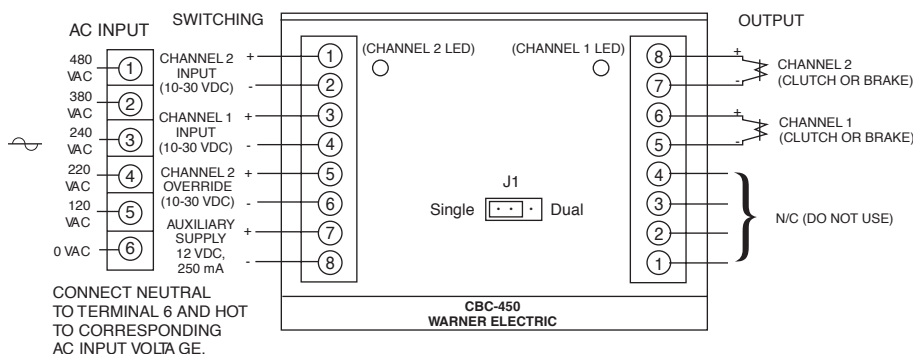 AC INPUT
480
VAC
1
380
VAC
2
240
VAC
3
220
VAC
4
120
VAC
5
0 VAC
6
CONNECT NEUTRAL
TO TERMINAL 6 AND HOT
TO CORRESPONDING
AC INPUT VOLTA GE.
SWITCHING
CHANNEL 2
INPUT
(10-30 VDC)
+
-
CHANNEL 1
INPUT
(10-30 VDC)
+
-
CHANNEL 2
OVERRIDE
(10-30 VDC)
+
-
AUXILIARY
SUPPLY
12 VDC,
250 mA
+
-
1
2
3
4
5
6
7
8
(CHANNEL 2 LED)
(CHANNEL 1 LED)
J1
Single
Dual
CBC-450
WARNER ELECTRIC
8
7
6
5
4
3
2
1
OUTPUT
+
-
CHANNEL 2
(CLUTCH OR BRAKE)
+
-
CHANNEL 1
(CLUTCH OR BRAKE)
N/C (DO NOT USE)